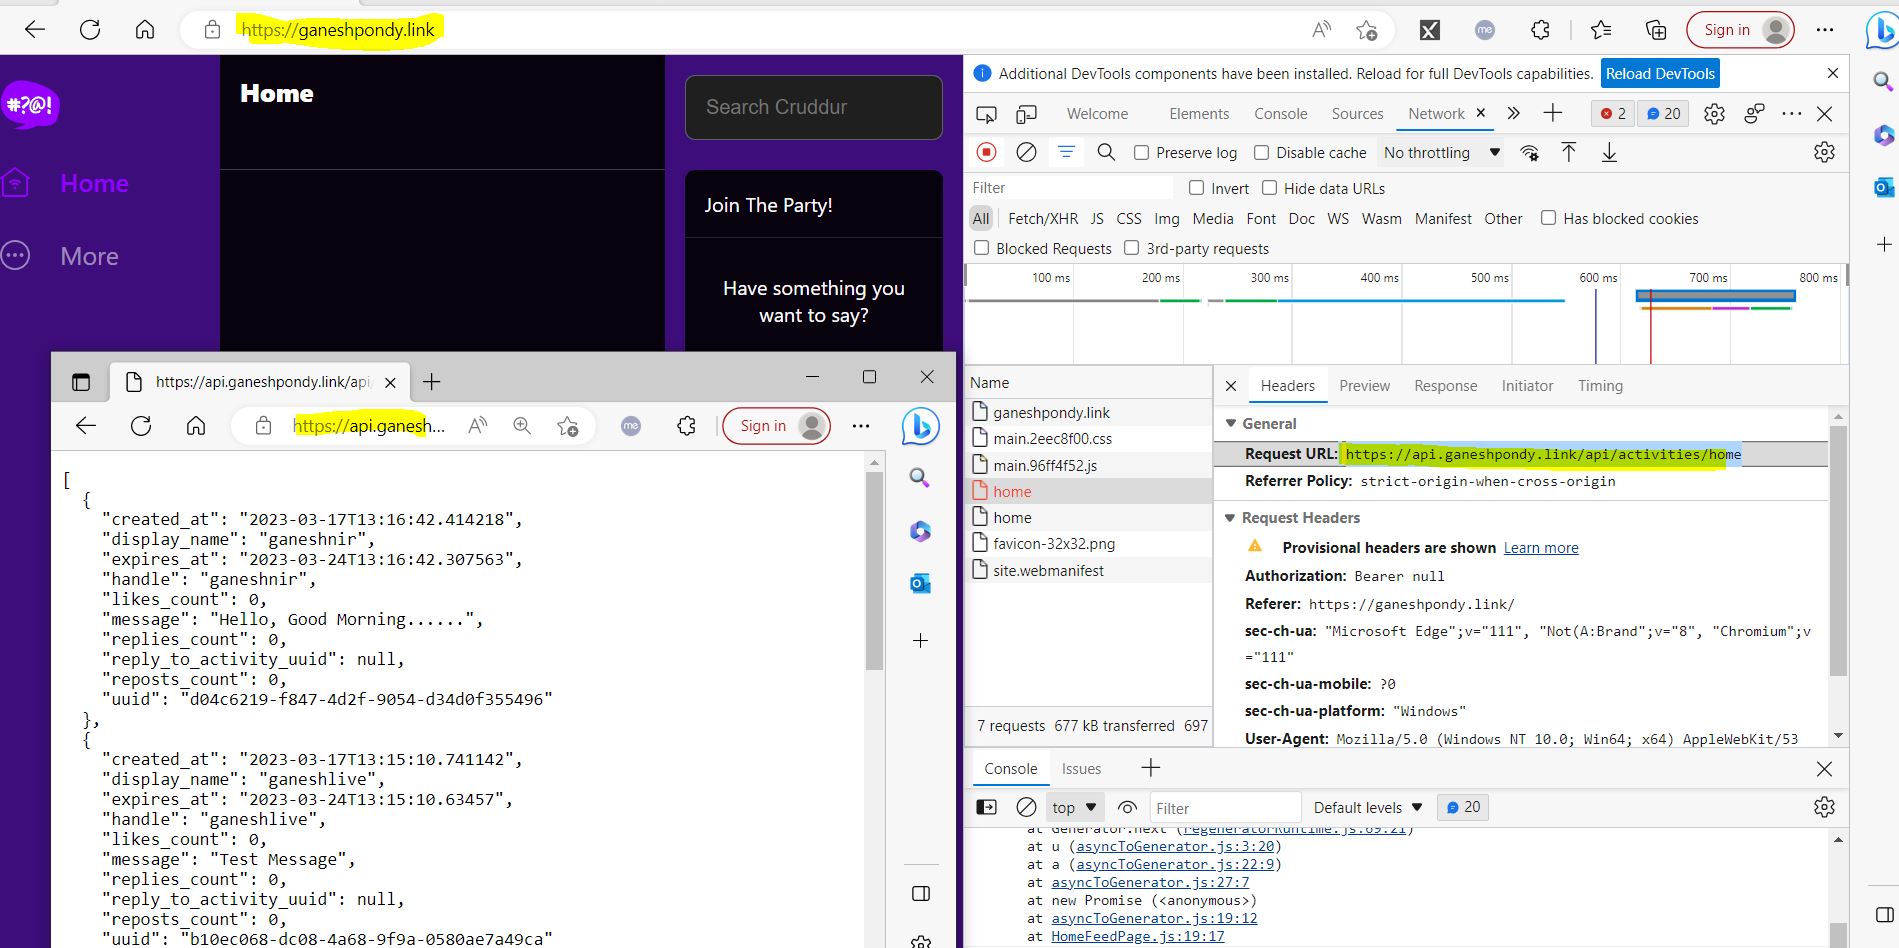 https://ganeshpondy.link
Sign in
#?@!
Home
More
Home
Search Cruddur
Join The Party!
Have something you
want to say?
Additional DevTools components have been installed. Reload for full DevTools capabilities.
Reload DevTools
Welcome
Elements
Console
Sources
Network
2
20
Preserve log
Disable cache
No throttling
Filter
Invert
Hide data URLs
All
Fetch/XHR
JS
CSS
Img
Media
Font
Doc
WS
Wasm
Manifest
Other
Has blocked cookies
Blocked Requests
3rd-party requests
100 ms
200 ms
300 ms
400 ms
500 ms
600 ms
700 ms
800 ms
Name
ganeshpondy.link
main.2eec8f00.css
main.96ff4f52.js
home
home
favicon-32x32.png
site.webmanifest
7 requests
677 kB transferred
697
Headers
Preview
Response
Initiator
Timing
General
Request URL: https://api.ganeshpondy.link/api/activities/home
Referrer Policy: strict-origin-when-cross-origin
Request Headers
Provisional headers are shown Learn more
Authorization: Bearer null
Referer: https://ganeshpondy.link/
sec-ch-ua: "Microsoft Edge";v="111", "Not(A:Brand";v="8", "Chromium";v
="111"
sec-ch-ua-mobile: ?0
sec-ch-ua-platform: "Windows"
User-Agent: Mozilla/5.0 (Windows NT 10.0; Win64; x64) AppleWebKit/53
Console
Issues
top
Filter
Default levels
20
at Generator.next (regeneratorRuntime.js:69:21)
at u (asyncToGenerator.js:3:20)
at a (asyncToGenerator.js:22:9)
at asyncToGenerator.js:27:7
at new Promise (<anonymous>)
at asyncToGenerator.js:19:12
at HomeFeedPage.js:19:17
https://api.ganeshpondy.link/api/
https://api.ganesh...
me
Sign in
[
{
"created_at": "2023-03-17T13:16:42.414218",
"display_name": "ganeshnir",
"expires_at": "2023-03-24T13:16:42.307563",
"handle": "ganeshnir",
"likes_count": 0,
"message": "Hello, Good Morning......",
"replies_count": 0,
"reply_to_activity_uuid": null,
"reposts_count": 0,
"uuid": "d04c6219-f847-4d2f-9054-d34d0f355496"
},
{
"created_at": "2023-03-17T13:15:10.741142",
"display_name": "ganeshlive",
"expires_at": "2023-03-24T13:15:10.63457",
"handle": "ganeshlive",
"likes_count": 0,
"message": "Test Message",
"replies_count": 0,
"reply_to_activity_uuid": null,
"reposts_count": 0,
"uuid": "b10ec068-dc08-4a68-9f9a-0580ae7a49ca"